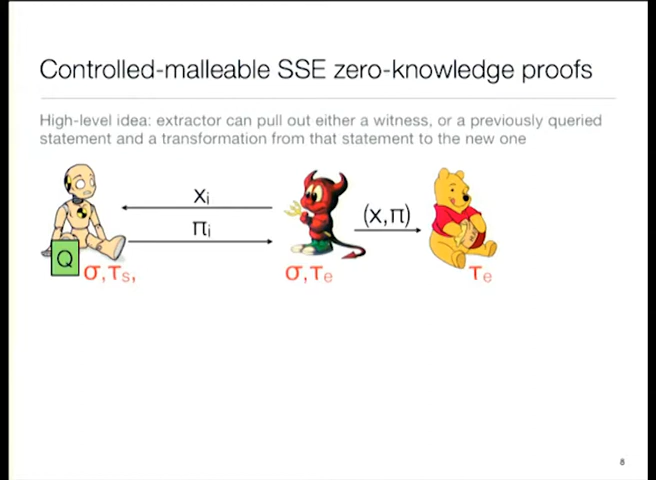 Controlled-malleable SSE zero-knowledge proofs
High-level idea: extractor can pull out either a witness, or a previously queried
statement and a transformation from that statement to the new one
xi
πi
(x,π)
Q
σ,τs,
σ,τe
τe
8